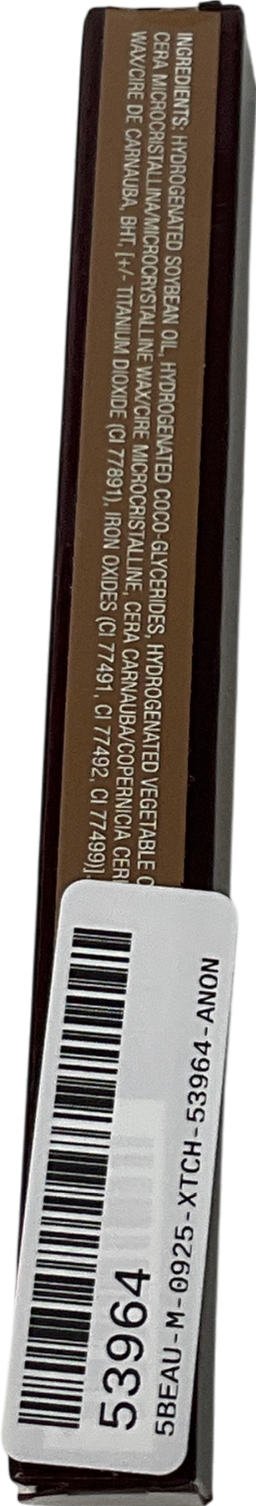 INGREDIENTS: HYDROGENATED SOYBEAN OIL, HYDROGENATED COCO-GLYCERIDES, HYDROGENATED VEGETABLE
CERA MICROCRISTALLINA/MICROCRYSTALLINE WAX/CIRE MICROCRISTALLINE, CERA CARNAUBA/COPERNICIA CER
WAX/CIRE DE CARNAUBA, BHT, [+/- TITANIUM DIOXIDE (CI 77891), IRON OXIDES (CI 77491, CI 77492, CI 77499)].
53964
5BEAU-M-0925-XTCH-53964-ANON